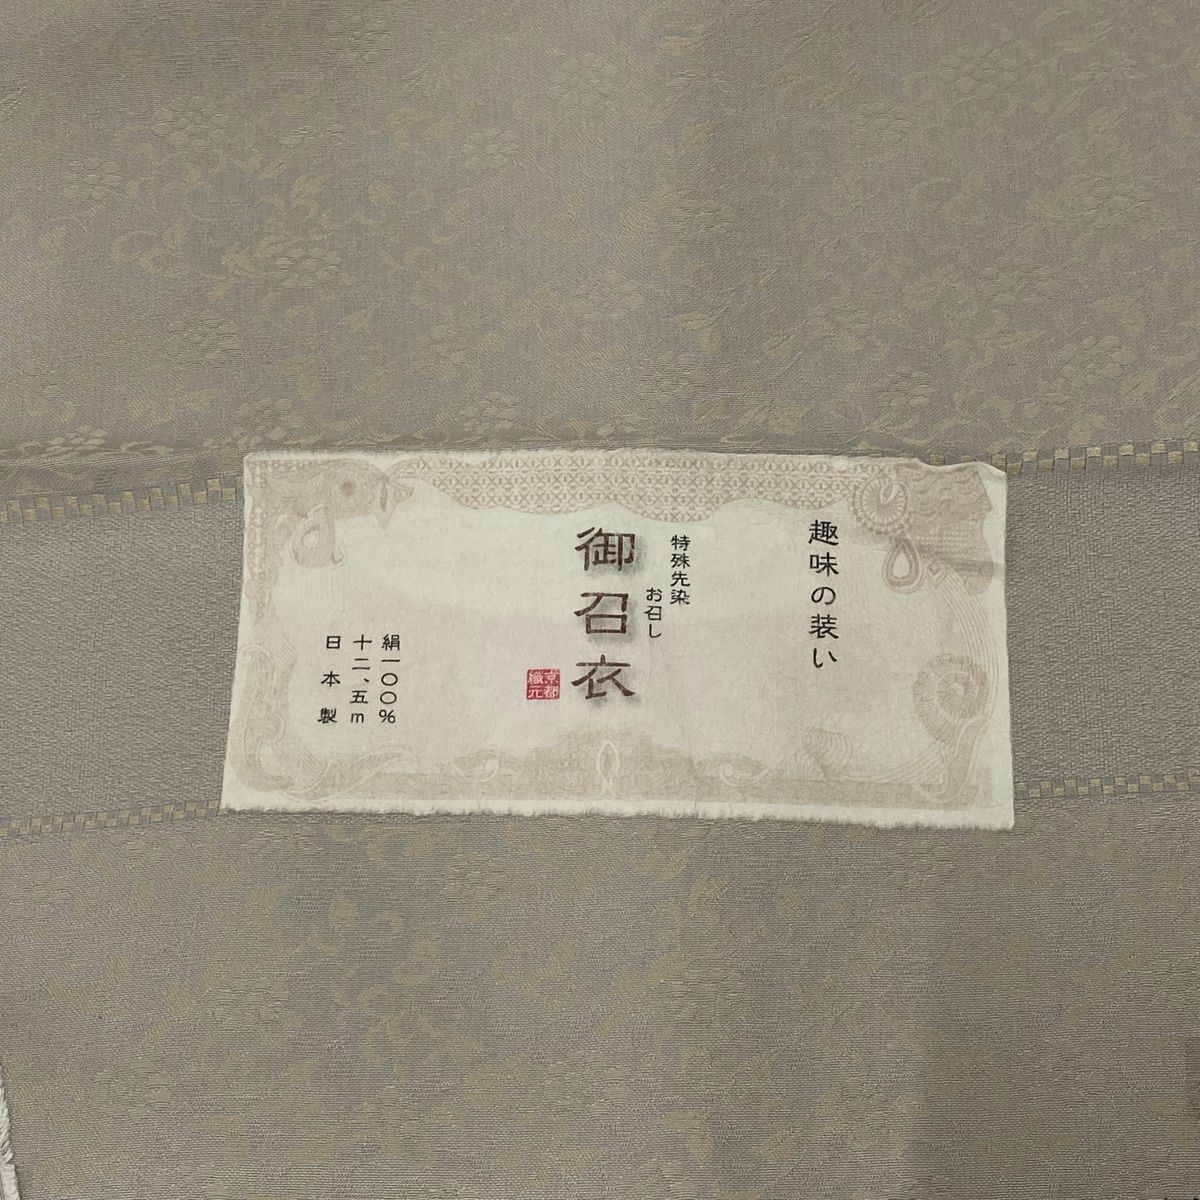 趣味の装い
特殊先染
お召し
御召衣
京都
織元
絹一〇〇%
十二、五m
日本製